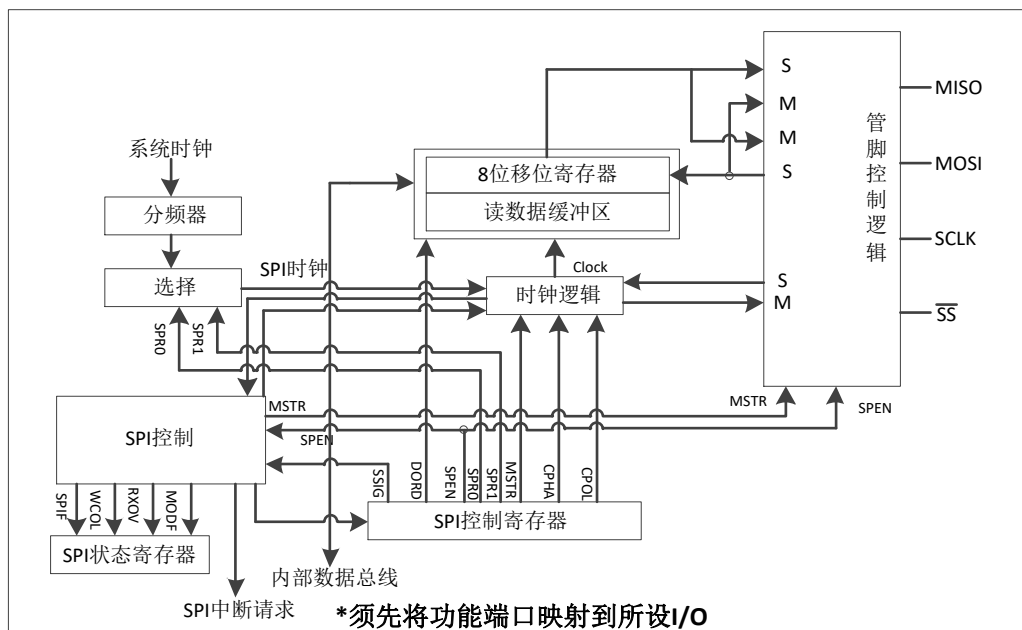 S
M
M
S
管脚控制逻辑
MISO
MOSI
SCLK
SS
系统时钟
分频器
选择
SPI时钟
8位移位寄存器
读数据缓冲区
Clock
时钟逻辑
S
M
SPR0
SPR1
MSTR
SPEN
MSTR
SPEN
SPI控制
SSIG
DORD
SPEN
SPR0
SPR1
MSTR
CPHA
CPOL
SPI控制寄存器
SPIF
WCOL
RXOV
MODF
SPI状态寄存器
内部数据总线
SPI中断请求
*须先将功能端口映射到所设I/O